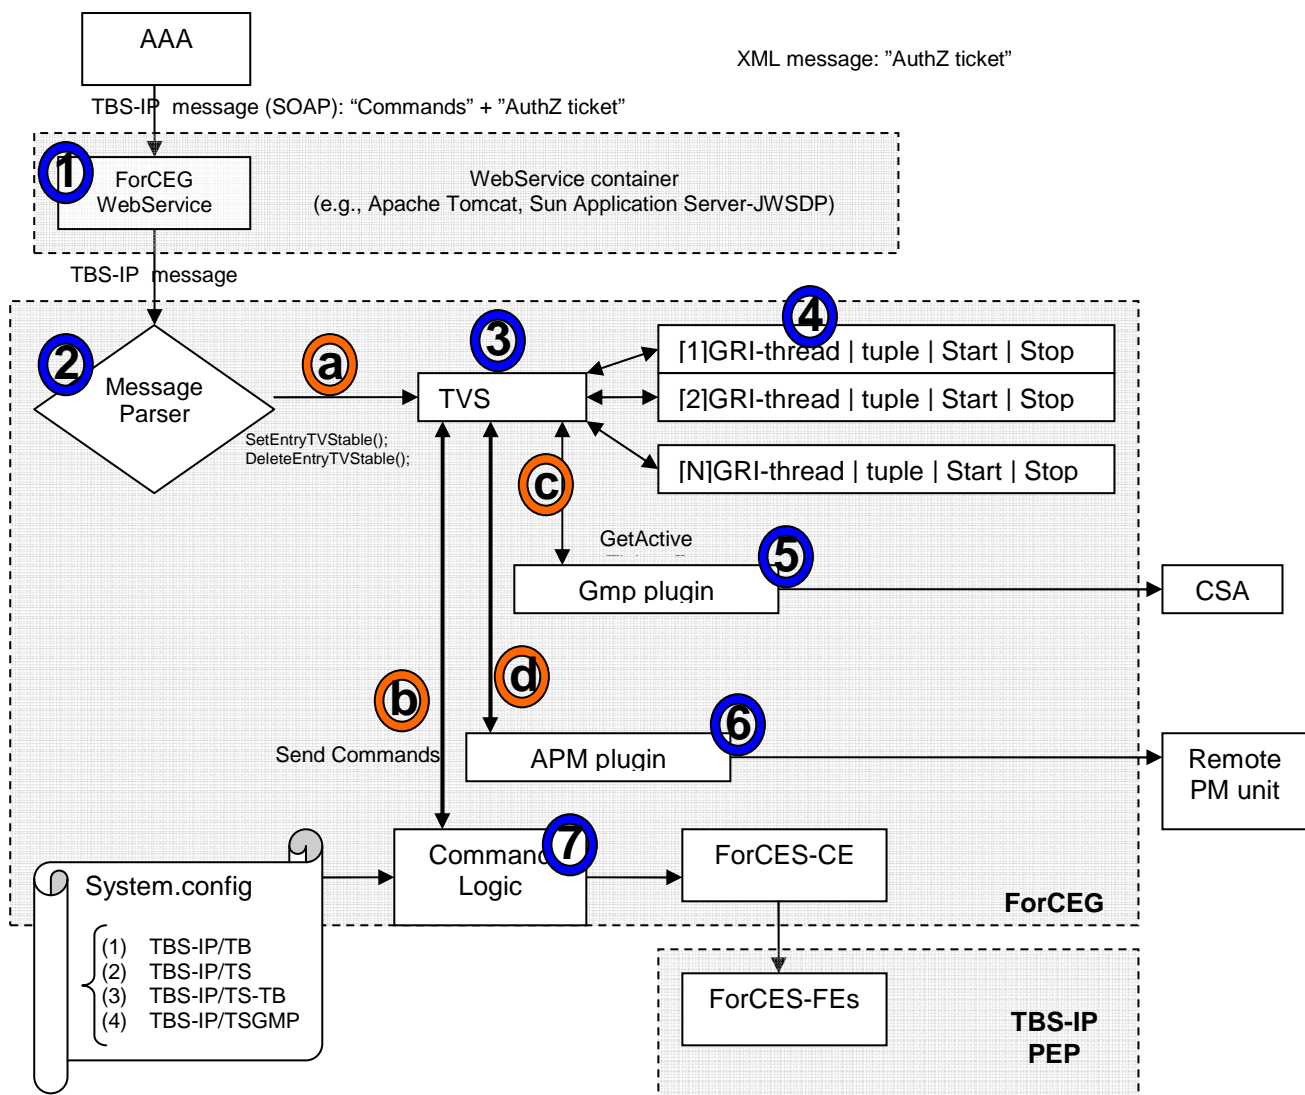 AAA
XML message: ”AuthZ ticket”
TBS-IP message (SOAP): “Commands” + ”AuthZ ticket”
1
ForCEG
WebService
WebService container
(e.g., Apache Tomcat, Sun Application Server-JWSDP)
TBS-IP message
2
Message
Parser
a
SetEntryTVStable();
DeleteEntryTVStable();
3
TVS
4
[1]GRI-thread | tuple | Start | Stop
[2]GRI-thread | tuple | Start | Stop
[N]GRI-thread | tuple | Start | Stop
c
GetActive
5
Gmp plugin
CSA
b
d
Send Commands
6
APM plugin
Remote
PM unit
System.config
(1) TBS-IP/TB
(2) TBS-IP/TS
(3) TBS-IP/TS-TB
(4) TBS-IP/TSGMP
Command
Logic
7
ForCES-CE
ForCEG
ForCES-FEs
TBS-IP
PEP